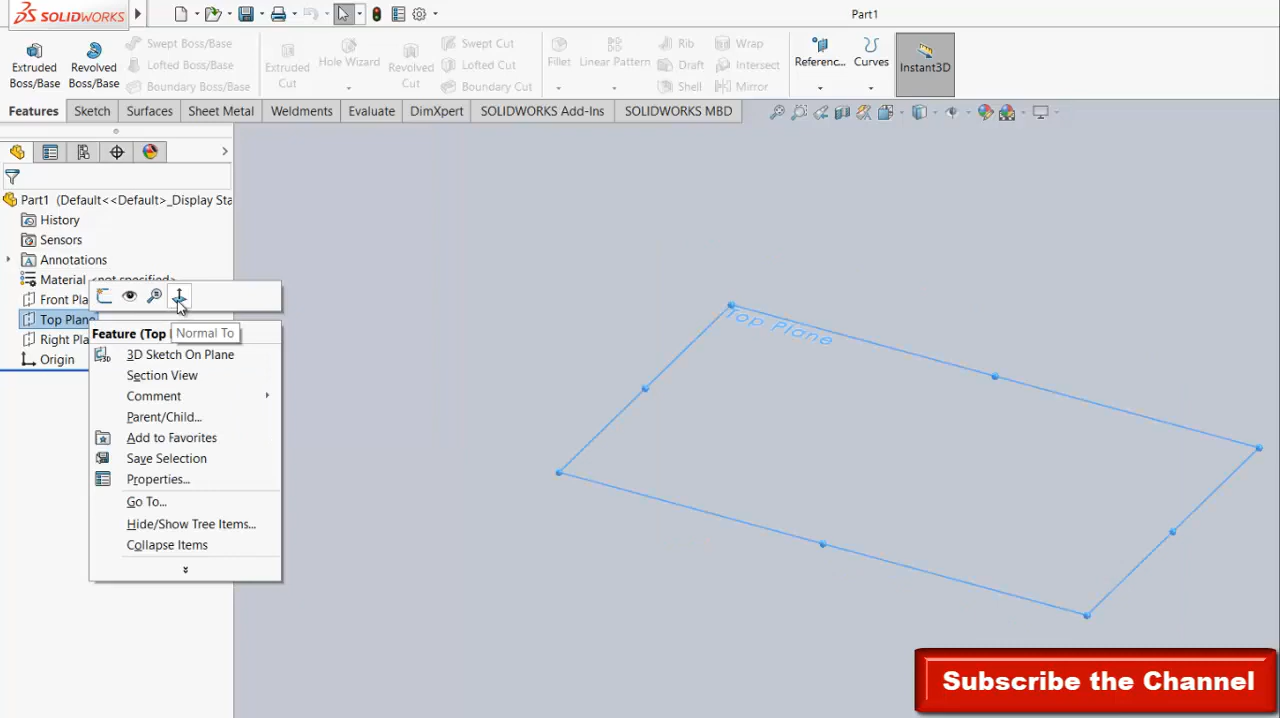 SOLIDWORKS
Part1
Extruded Boss/Base
Revolved Boss/Base
Swept Boss/Base
Lofted Boss/Base
Boundary Boss/Base
Extruded Cut
Hole Wizard
Revolved Cut
Swept Cut
Lofted Cut
Boundary Cut
Fillet
Linear Pattern
Rib
Draft
Shell
Wrap
Intersect
Mirror
Referenc...
Curves
Instant3D
Features
Sketch
Surfaces
Sheet Metal
Weldments
Evaluate
DimXpert
SOLIDWORKS Add-Ins
SOLIDWORKS MBD
Part1 (Default<<Default>_Display Sta
History
Sensors
Annotations
Material <not specified>
Front Pla
Top Plane
Right Pla
Origin
Feature (Top
Normal To
3D Sketch On Plane
Section View
Comment
Parent/Child...
Add to Favorites
Save Selection
Properties...
Go To...
Hide/Show Tree Items...
Collapse Items
Top Plane
Subscribe the Channel